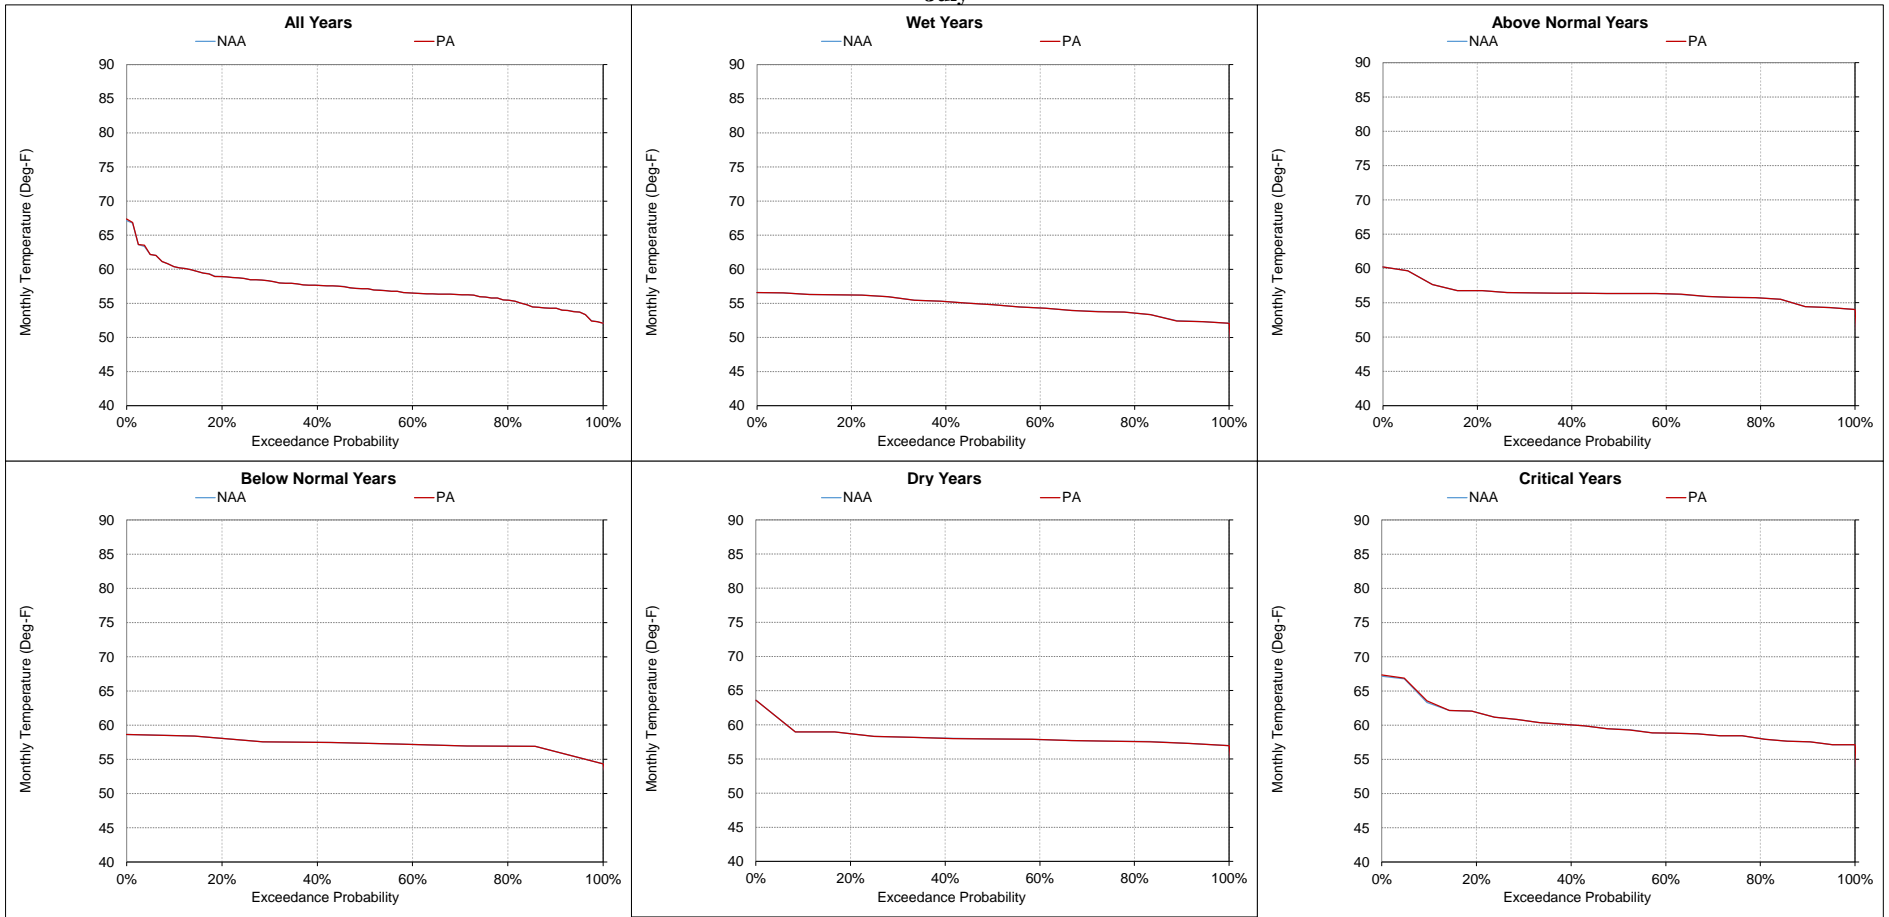 All Years
NAA PA
90
85
80
75
70
65
60
55
50
45
40
Monthly Temperature (Deg-F)
0% 20% 40% 60% 80% 100%
Exceedance Probability
Wet Years
NAA PA
90
85
80
75
70
65
60
55
50
45
40
Monthly Temperature (Deg-F)
0% 20% 40% 60% 80% 100%
Exceedance Probability
Above Normal Years
NAA PA
90
85
80
75
70
65
60
55
50
45
40
Monthly Temperature (Deg-F)
0% 20% 40% 60% 80% 100%
Exceedance Probability
Below Normal Years
NAA PA
90
85
80
75
70
65
60
55
50
45
40
Monthly Temperature (Deg-F)
0% 20% 40% 60% 80% 100%
Exceedance Probability
Dry Years
NAA PA
90
85
80
75
70
65
60
55
50
45
40
Monthly Temperature (Deg-F)
0% 20% 40% 60% 80% 100%
Exceedance Probability
Critical Years
NAA PA
90
85
80
75
70
65
60
55
50
45
40
Monthly Temperature (Deg-F)
0% 20% 40% 60% 80% 100%
Exceedance Probability